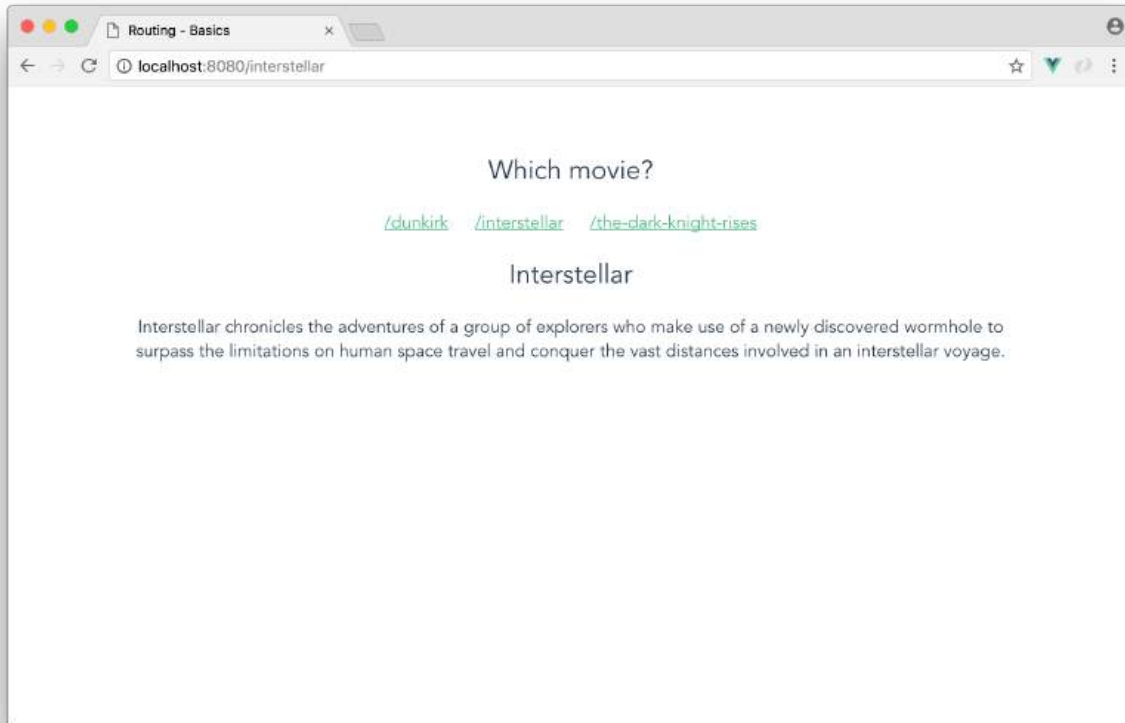 Routing - Basics
localhost:8080/interstellar
Which movie?
/dunkirk /interstellar /the-dark-knight-rises
Interstellar
Interstellar chronicles the adventures of a group of explorers who make use of a newly discovered wormhole to
surpass the limitations on human space travel and conquer the vast distances involved in an interstellar voyage.